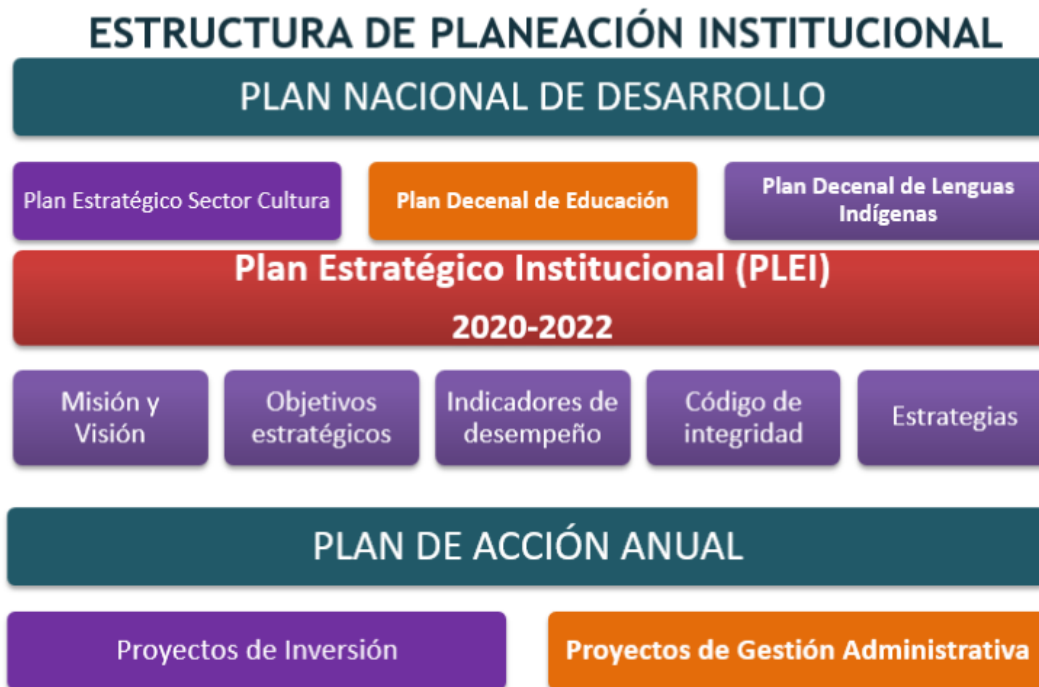 ESTRUCTURA DE PLANEACIÓN INSTITUCIONAL
PLAN NACIONAL DE DESARROLLO
Plan Estratégico Sector Cultura
Plan Decenal de Educación
Plan Decenal de Lenguas
Indígenas
Plan Estratégico Institucional (PLEI)
2020-2022
Misión y
Visión
Objetivos
estratégicos
Indicadores de
desempeño
Código de
integridad
Estrategias
PLAN DE ACCIÓN ANUAL
Proyectos de Inversión
Proyectos de Gestión Administrativa